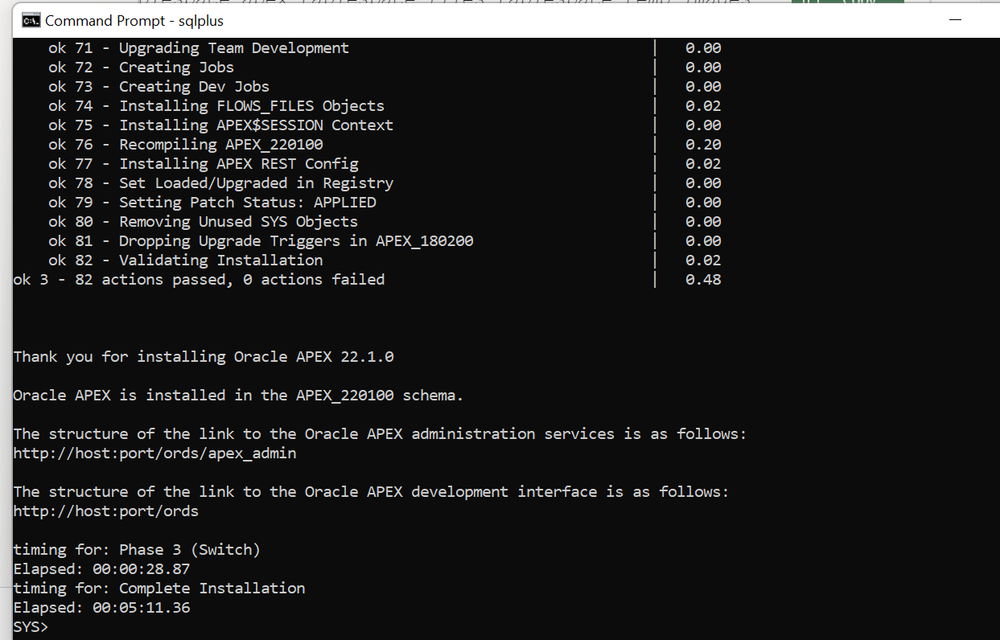 Command Prompt - sqlplus
ok 71 - Upgrading Team Development | 0.00
ok 72 - Creating Jobs | 0.00
ok 73 - Creating Dev Jobs | 0.00
ok 74 - Installing FLOWS_FILES Objects | 0.02
ok 75 - Installing APEX$SESSION Context | 0.00
ok 76 - Recompiling APEX_220100 | 0.20
ok 77 - Installing APEX REST Config | 0.02
ok 78 - Set Loaded/Upgraded in Registry | 0.00
ok 79 - Setting Patch Status: APPLIED | 0.00
ok 80 - Removing Unused SYS Objects | 0.00
ok 81 - Dropping Upgrade Triggers in APEX_180200 | 0.00
ok 82 - Validating Installation | 0.02
ok 3 - 82 actions passed, 0 actions failed | 0.48
Thank you for installing Oracle APEX 22.1.0
Oracle APEX is installed in the APEX_220100 schema.
The structure of the link to the Oracle APEX administration services is as follows:
http://host:port/ords/apex_admin
The structure of the link to the Oracle APEX development interface is as follows:
http://host:port/ords
timing for: Phase 3 (Switch)
Elapsed: 00:00:28.87
timing for: Complete Installation
Elapsed: 00:05:11.36
SYS>